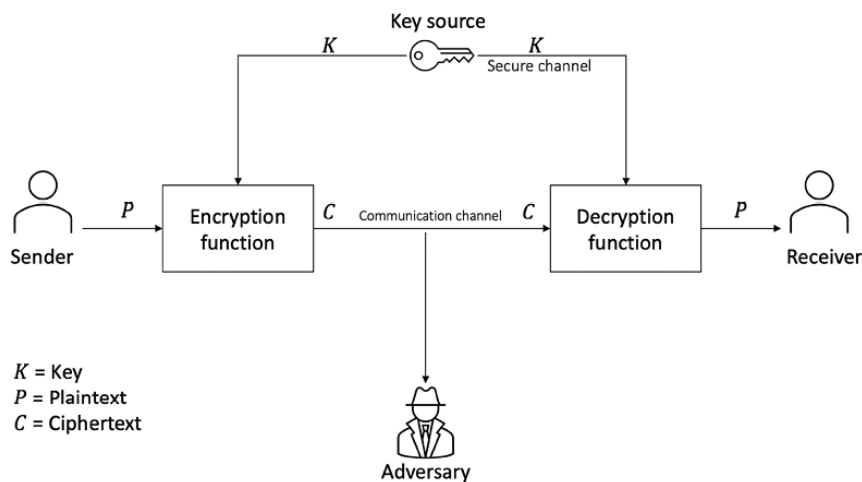 Key source
K
K
Secure channel
P
Encryption
function
C
Communication channel
C
Decryption
function
P
Sender
Receiver
K = Key
P = Plaintext
C = Ciphertext
Adversary